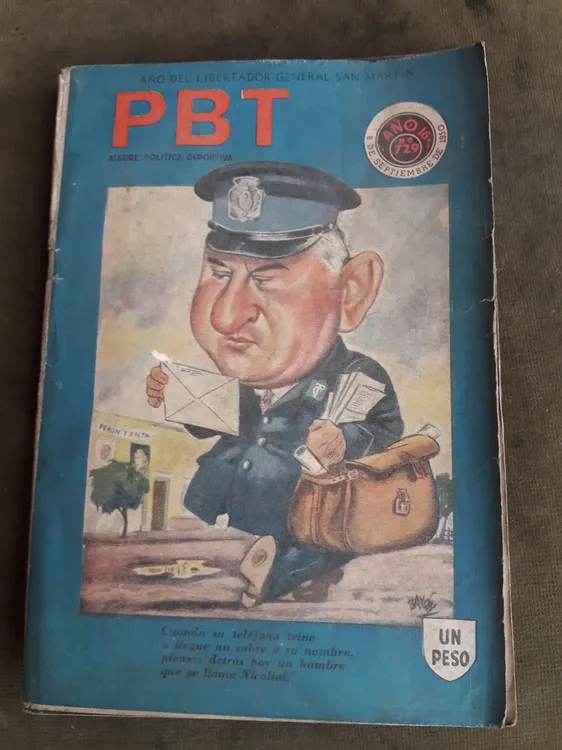 AÑO DEL LIBERTADOR GENERAL SAN MARTIN
PBT
ALEGRE, POLITICA, DEPORTIVA
AÑO 16º
Nº
729
8 DE SEPTIEMBRE DE 1950
PERON Y EVITA
Cuando su teléfono trine
o llegue un sobre a su nombre,
piense: detrás hay un hombre
que se llama Nicolini.
UN
PESO